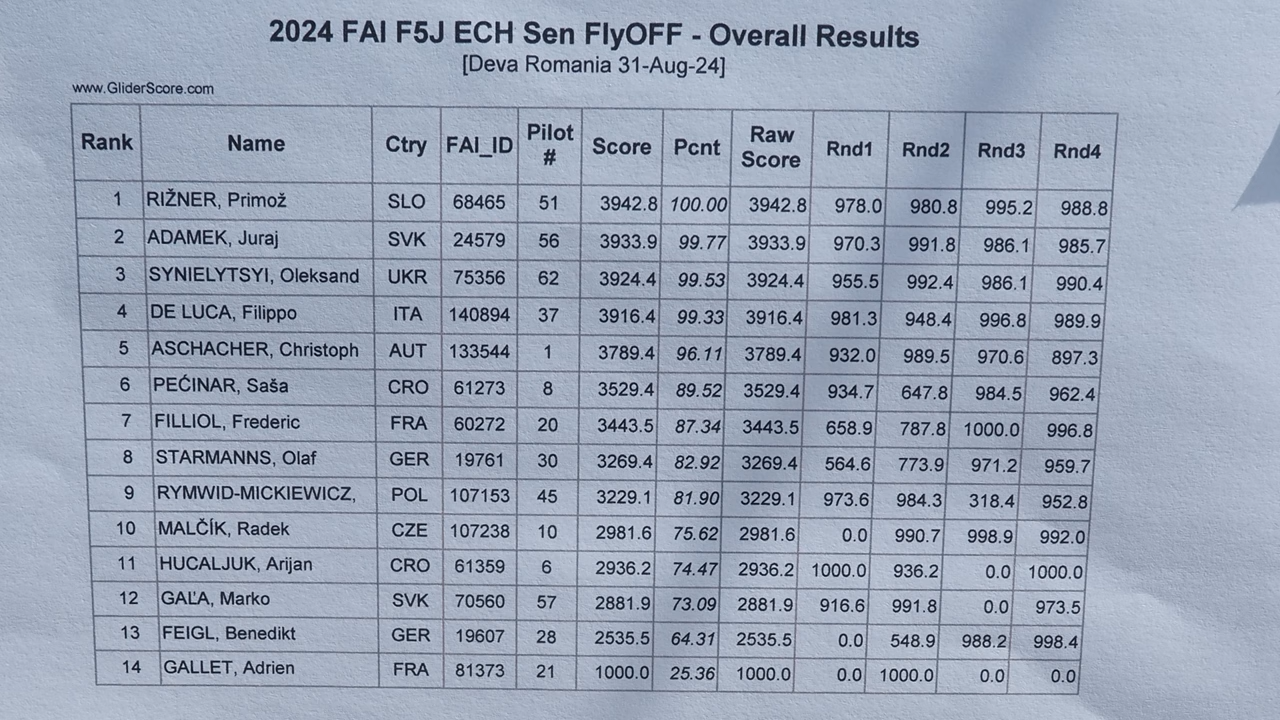 2024 FAI F5J ECH Sen FlyOFF - Overall Results
[Deva Romania 31-Aug-24]
www.GliderScore.com
Rank Name Ctry FAI_ID Pilot # Score Pcnt Raw Score Rnd1 Rnd2 Rnd3 Rnd4
1 RIŽNER, Primož SLO 68465 51 3942.8 100.00 3942.8 978.0 980.8 995.2 988.8
2 ADAMEK, Juraj SVK 24579 56 3933.9 99.77 3933.9 970.3 991.8 986.1 985.7
3 SYNIELYTSYI, Oleksand UKR 75356 62 3924.4 99.53 3924.4 955.5 992.4 986.1 990.4
4 DE LUCA, Filippo ITA 140894 37 3916.4 99.33 3916.4 981.3 948.4 996.8 989.9
5 ASCHACHER, Christoph AUT 133544 1 3789.4 96.11 3789.4 932.0 989.5 970.6 897.3
6 PEĆINAR, Saša CRO 61273 8 3529.4 89.52 3529.4 934.7 647.8 984.5 962.4
7 FILLIOL, Frederic FRA 60272 20 3443.5 87.34 3443.5 658.9 787.8 1000.0 996.8
8 STARMANNS, Olaf GER 19761 30 3269.4 82.92 3269.4 564.6 773.9 971.2 959.7
9 RYMWID-MICKIEWICZ, POL 107153 45 3229.1 81.90 3229.1 973.6 984.3 318.4 952.8
10 MALČÍK, Radek CZE 107238 10 2981.6 75.62 2981.6 0.0 990.7 998.9 992.0
11 HUCALJUK, Arijan CRO 61359 6 2936.2 74.47 2936.2 1000.0 936.2 0.0 1000.0
12 GAĽA, Marko SVK 70560 57 2881.9 73.09 2881.9 916.6 991.8 0.0 973.5
13 FEIGL, Benedikt GER 19607 28 2535.5 64.31 2535.5 0.0 548.9 988.2 998.4
14 GALLET, Adrien FRA 81373 21 1000.0 25.36 1000.0 0.0 1000.0 0.0 0.0